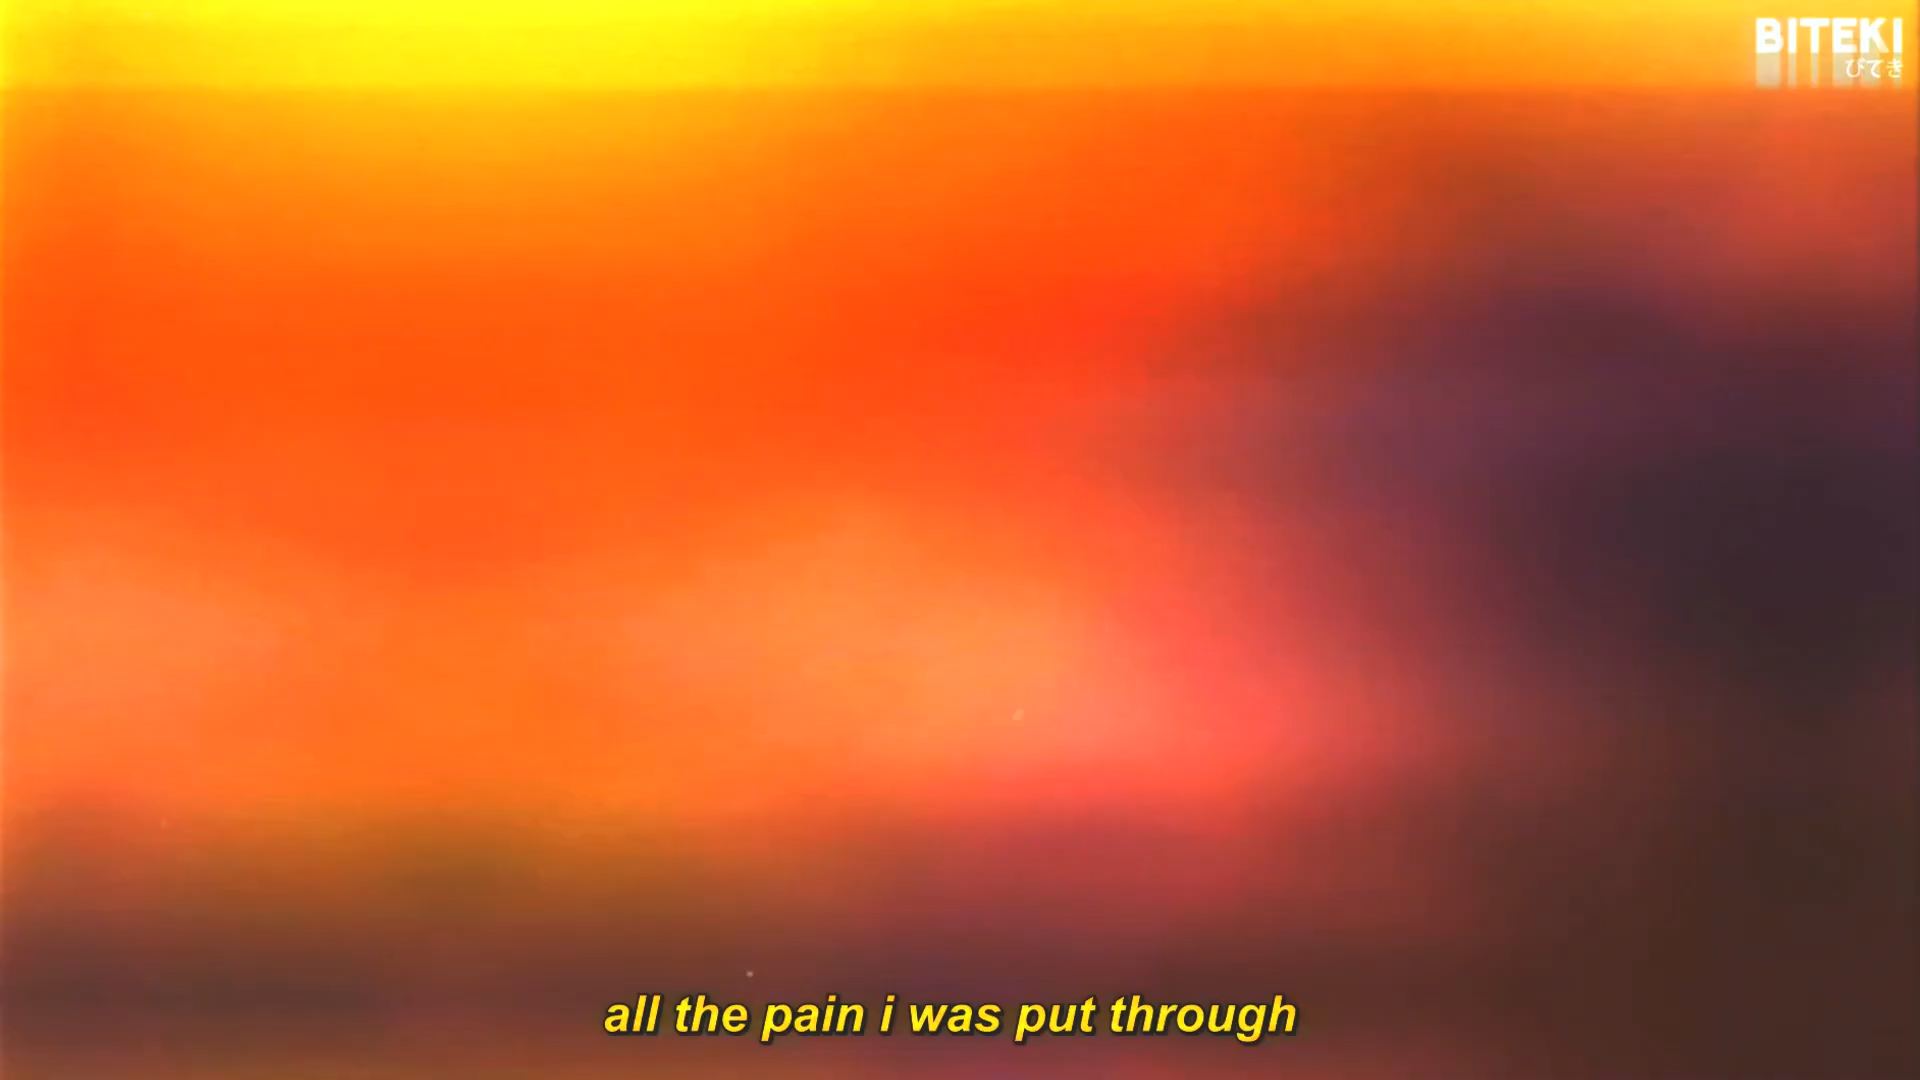 BITEKI
びてき
all the pain i was put through